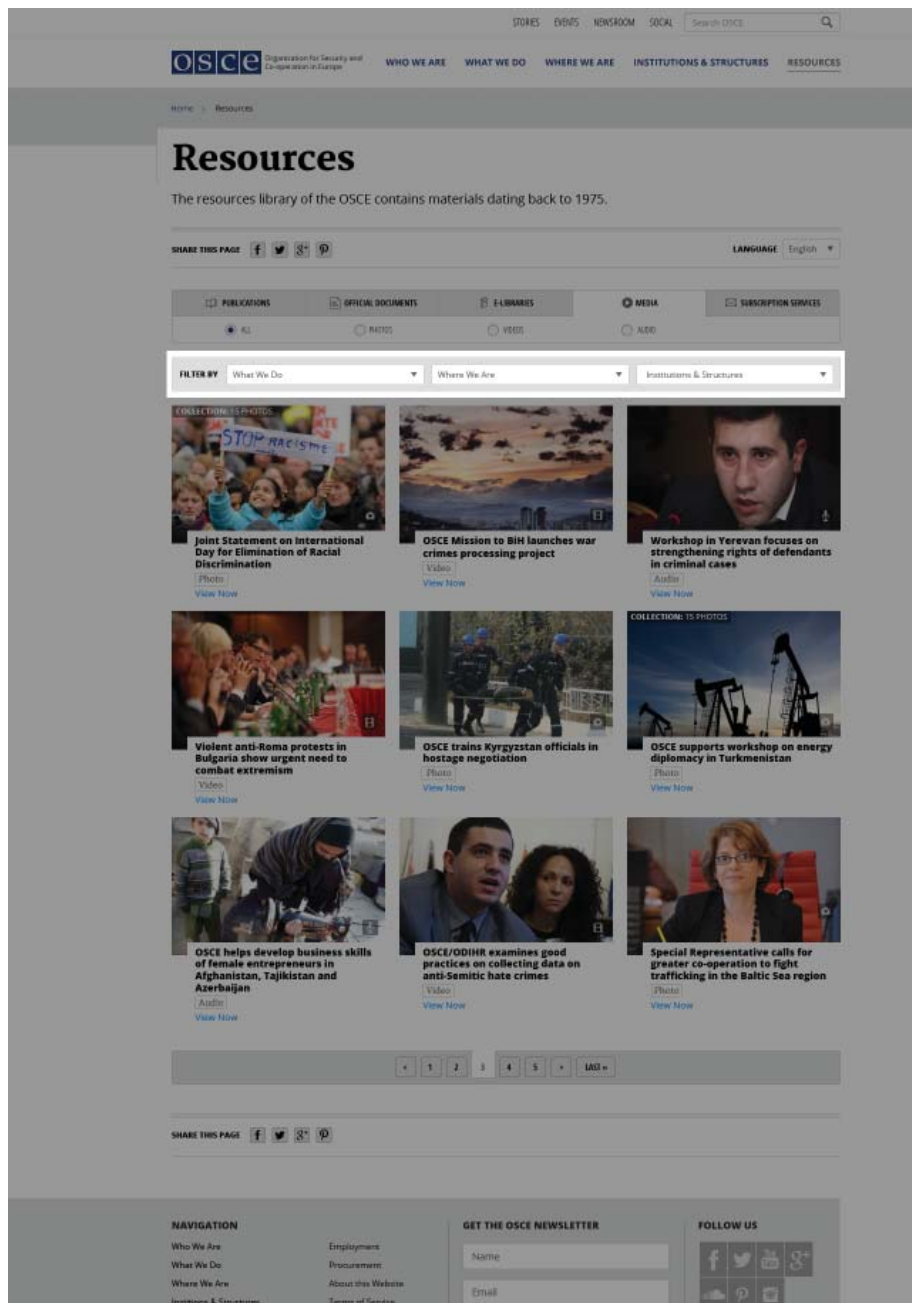 STORIES EVENTS NEWSROOM SOCIAL Search OSCE
osce Organization for Security and
Co-operation in Europe
WHO WE ARE WHAT WE DO WHERE WE ARE INSTITUTIONS & STRUCTURES RESOURCES
Home > Resources
Resources
The resources library of the OSCE contains materials dating back to 1975.
SHARE THIS PAGE f g+ LANGUAGE English
PUBLICATIONS OFFICIAL DOCUMENTS E-LIBRARIES MEDIA SUBSCRIPTION SERVICES
ALL PHOTOS VIDEOS AUDIO
FILTER BY What We Do Where We Are Institutions & Structures
COLLECTION: 15 PHOTOS
STOP RACISME
Joint Statement on International
Day for Elimination of Racial
Discrimination
Photo
View Now
OSCE Mission to BiH launches war
crimes processing project
Video
View Now
Workshop in Yerevan focuses on
strengthening rights of defendants
in criminal cases
Audio
View Now
Violent anti-Roma protests in
Bulgaria show urgent need to
combat extremism
Video
View Now
OSCE trains Kyrgyzstan officials in
hostage negotiation
Photo
View Now
COLLECTION: 15 PHOTOS
OSCE supports workshop on energy
diplomacy in Turkmenistan
Photo
View Now
OSCE helps develop business skills
of female entrepreneurs in
Afghanistan, Tajikistan and
Azerbaijan
Audio
View Now
OSCE/ODIHR examines good
practices on collecting data on
anti-Semitic hate crimes
Video
View Now
Special Representative calls for
greater co-operation to fight
trafficking in the Baltic Sea region
Photo
View Now
< 1 2 3 4 5 > LAST »
SHARE THIS PAGE f g+
NAVIGATION
Who We Are
What We Do
Where We Are
Institutions & Structures
Employment
Procurement
About this Website
Terms of Service
GET THE OSCE NEWSLETTER
Name
Email
FOLLOW US
f You Tube g+